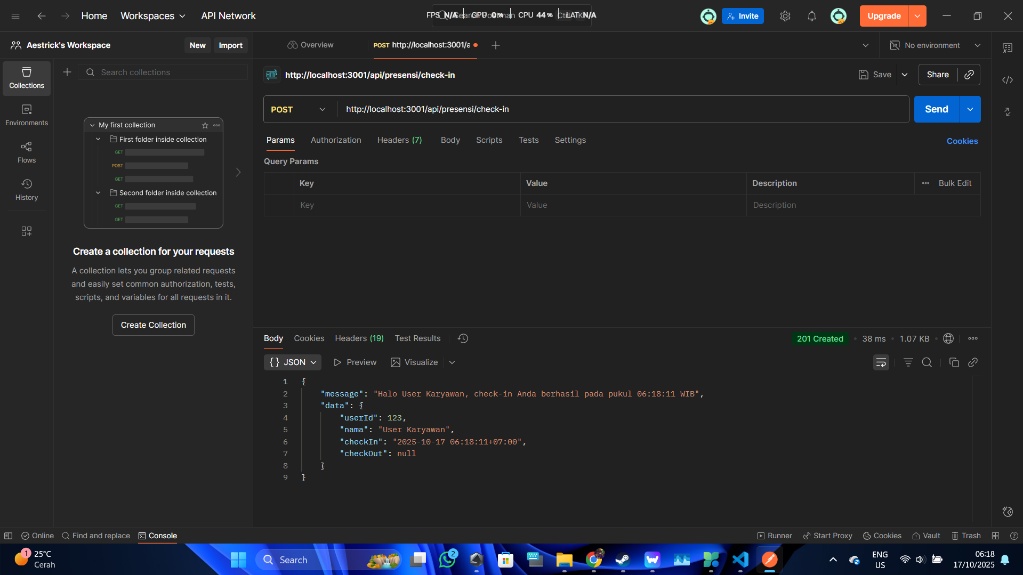 Home
Workspaces
API Network
FPS N/A
GPU 0%
CPU 44%
LAT N/A
Invite
Upgrade
Aestrick's Workspace
New
Import
Overview
POST http://localhost:3001/a
No environment
Collections
Environments
Flows
History
Search collections
My first collection
First folder inside collection
GET
POST
GET
Second folder inside collection
GET
GET
Create a collection for your requests
A collection lets you group related requests
and easily set common authorization, tests,
scripts, and variables for all requests in it.
Create Collection
http://localhost:3001/api/presensi/check-in
Save
Share
POST
http://localhost:3001/api/presensi/check-in
Send
Params
Authorization
Headers (7)
Body
Scripts
Tests
Settings
Cookies
Query Params
Key
Value
Description
Bulk Edit
Key
Value
Description
Body
Cookies
Headers (19)
Test Results
201 Created
38 ms
1.07 KB
{ } JSON
Preview
Visualize
1 {
2 "message": "Halo User Karyawan, check-in Anda berhasil pada pukul 06:18:11 WIB",
3 "data": {
4 "userId": 123,
5 "nama": "User Karyawan",
6 "checkIn": "2025-10-17 06:18:11+07:00",
7 "checkOut": null
8 }
9 }
Online
Find and replace
Console
Runner
Start Proxy
Cookies
Vault
Trash
1
25°C
Cerah
Search
2
ENG
US
06:18
17/10/2025